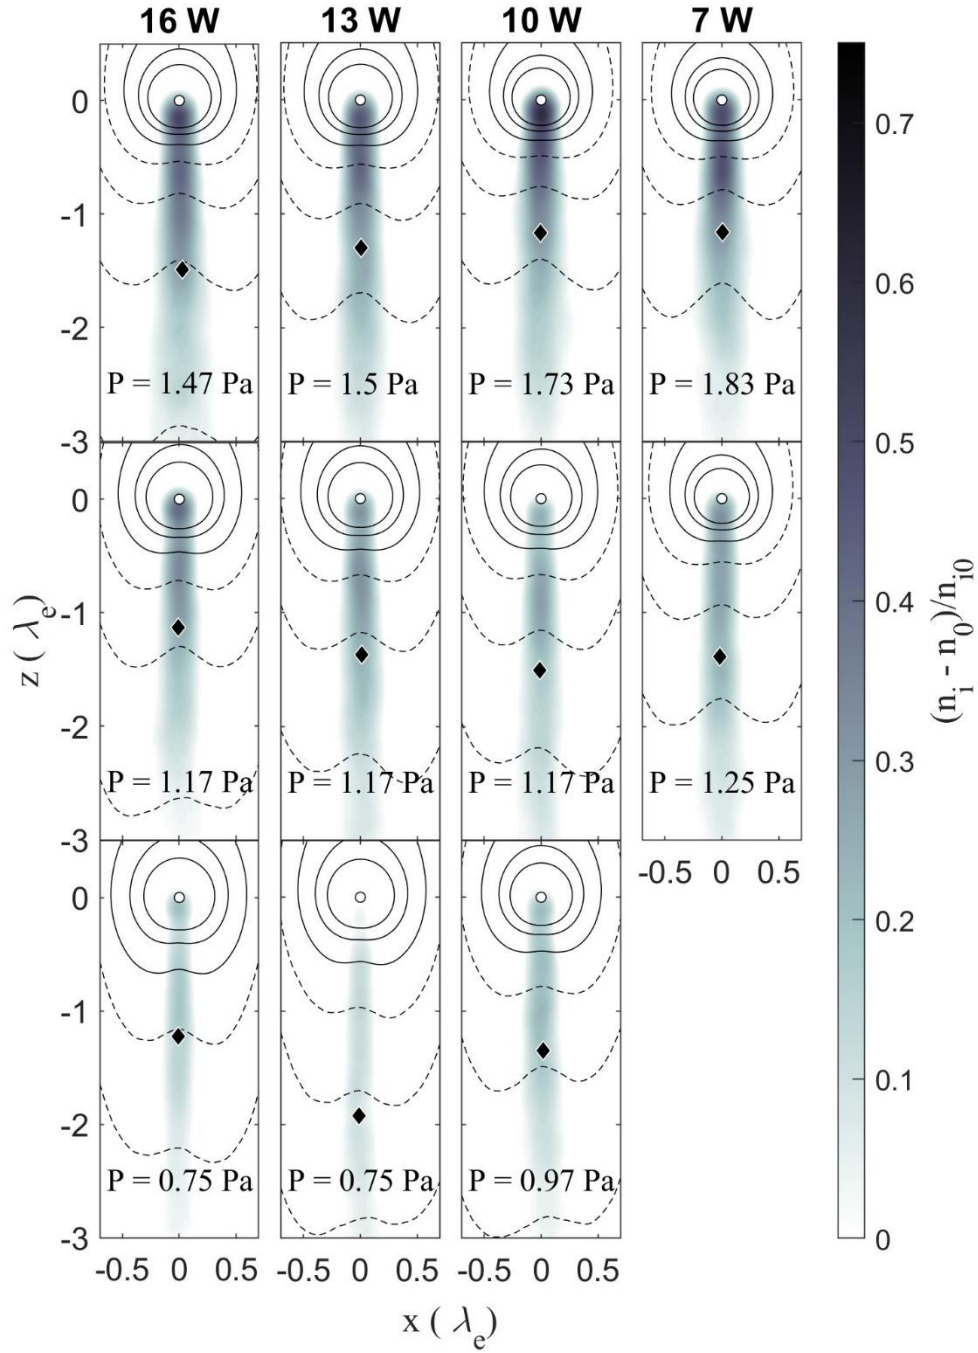 16 W 13 W 10 W 7 W
0
-1
-2
-3
P = 1.47 Pa P = 1.5 Pa P = 1.73 Pa P = 1.83 Pa
0
-1
-2
-3
P = 1.17 Pa P = 1.17 Pa P = 1.17 Pa P = 1.25 Pa
-0.5 0 0.5
0
-1
-2
-3
P = 0.75 Pa P = 0.75 Pa P = 0.97 Pa
-0.5 0 0.5 -0.5 0 0.5 -0.5 0 0.5
x ( λe)
z ( λe)
0.7
0.6
0.5
0.4
0.3
0.2
0.1
0
(ni - n0)/ni0